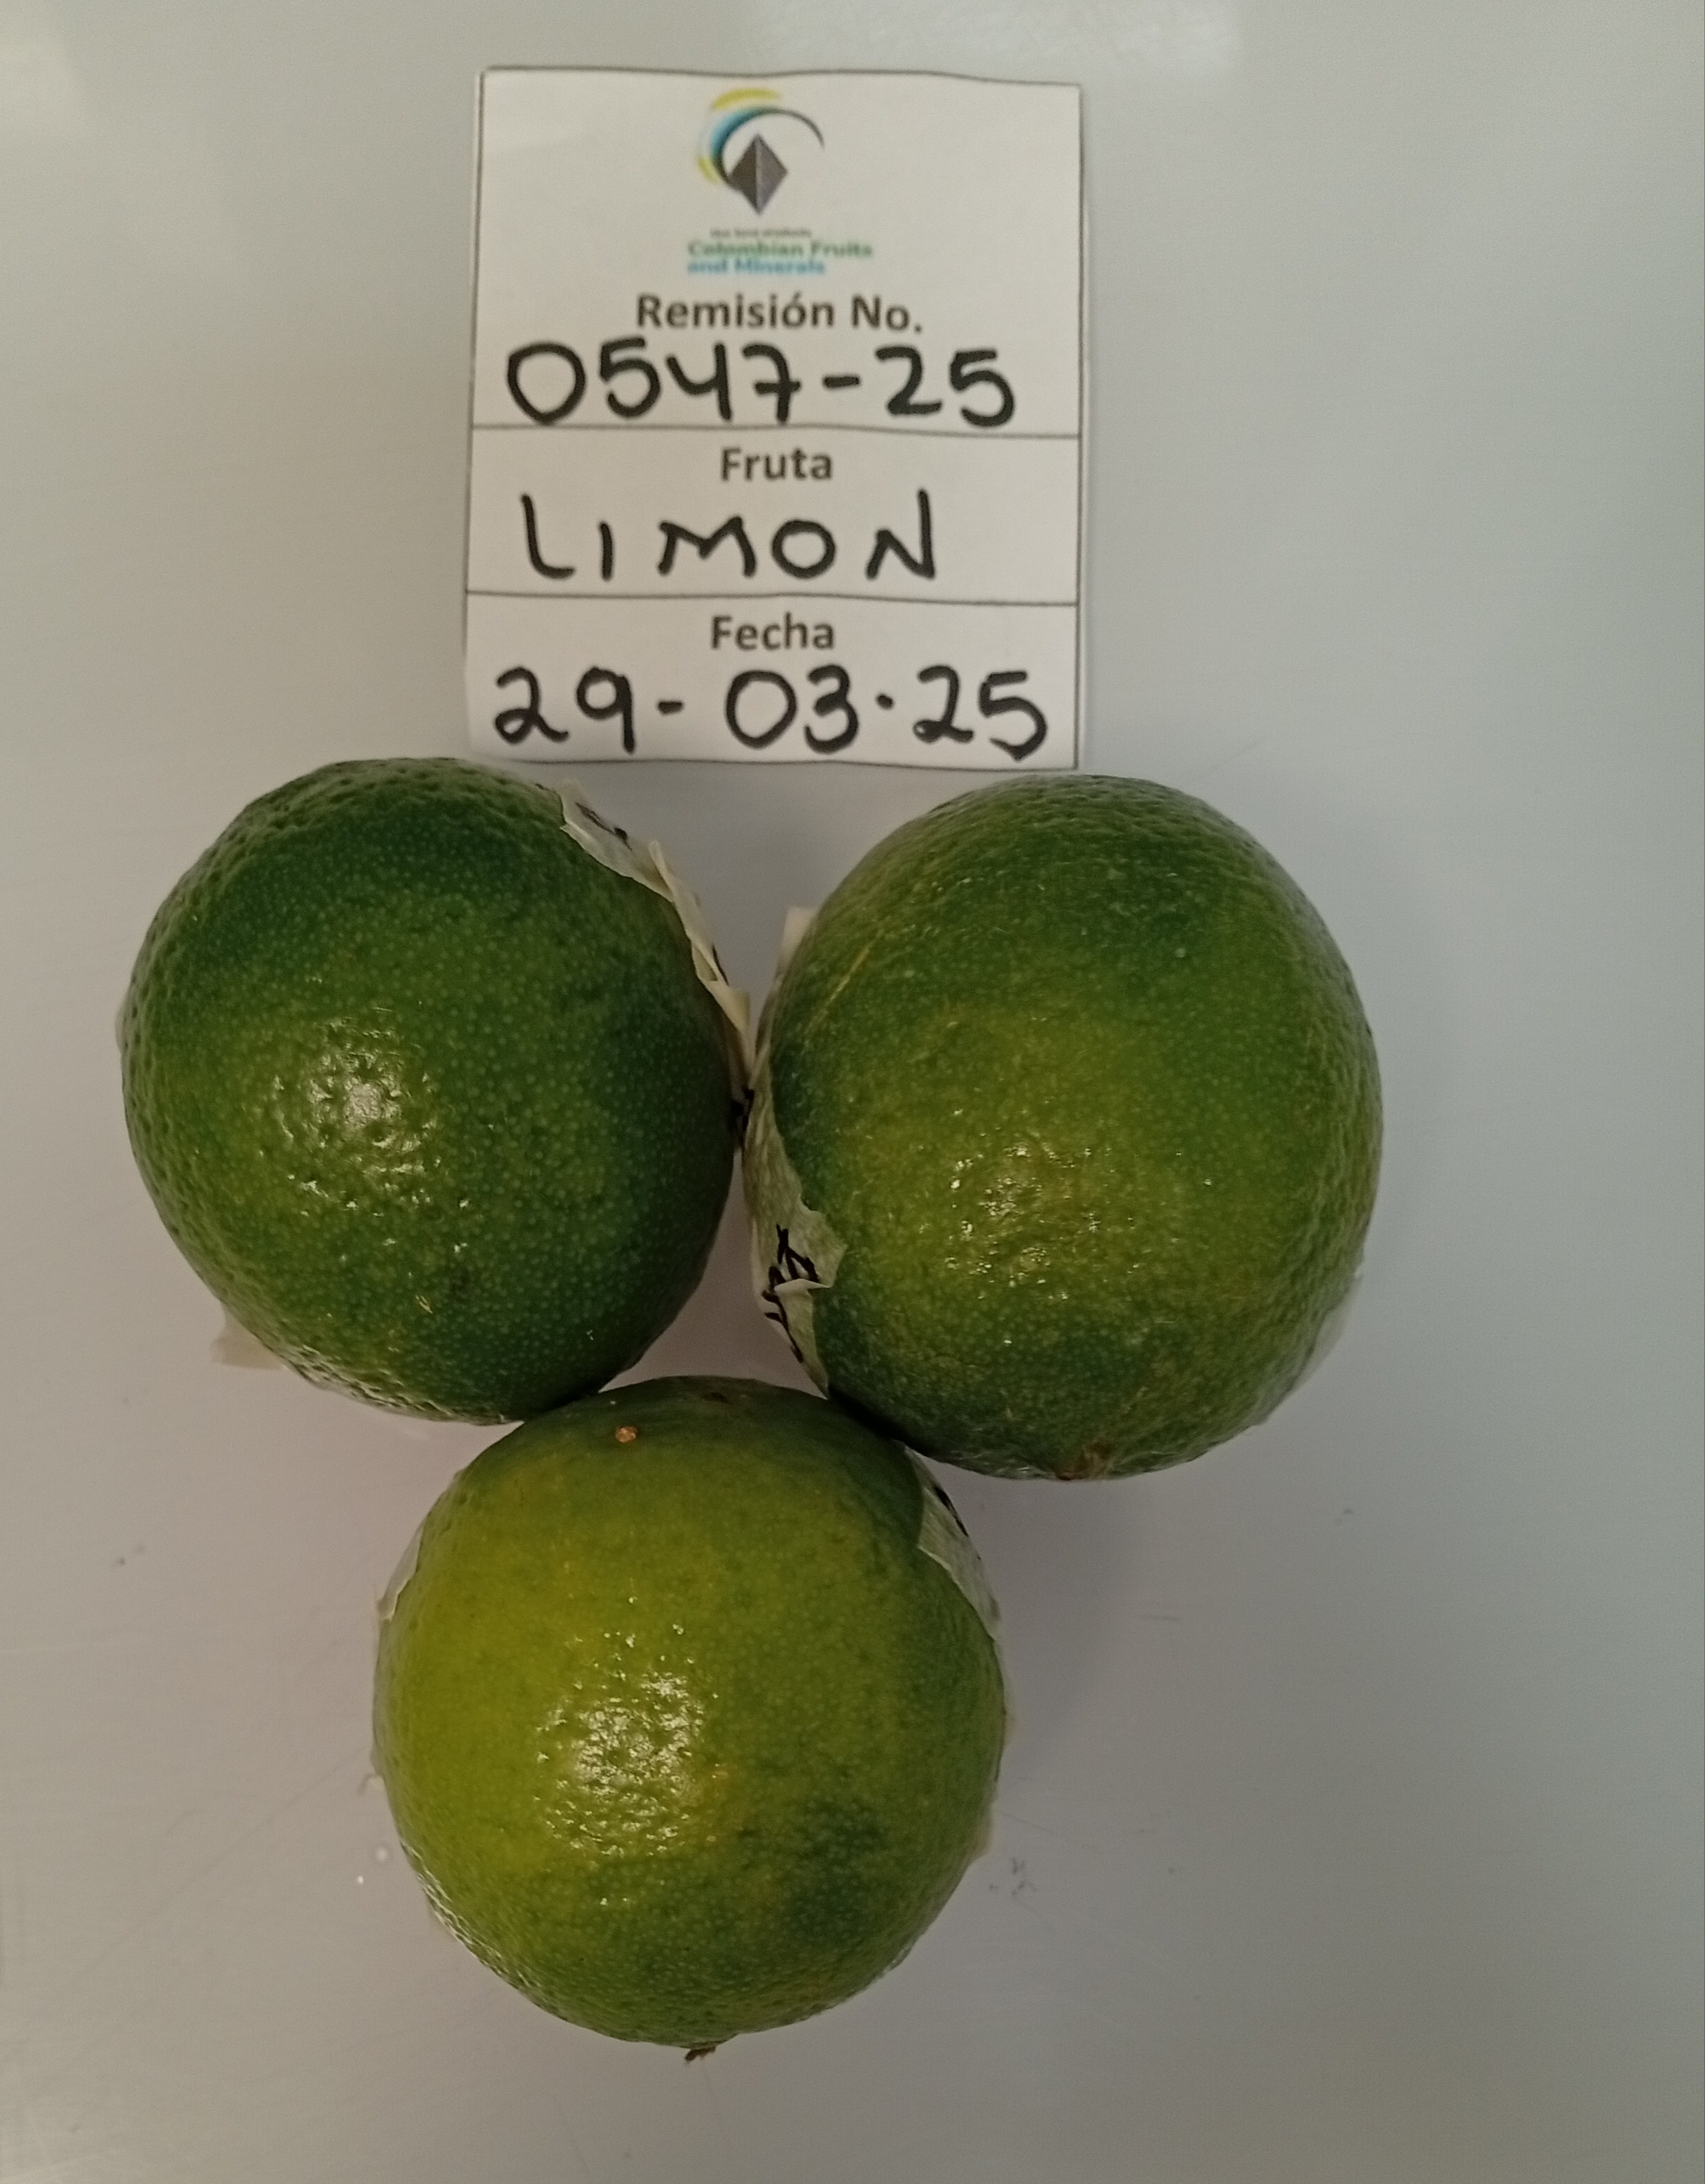 Colombian Fruits
and Minerals
Remisión No.
0547-25
Fruta
LIMON
Fecha
29-03-25